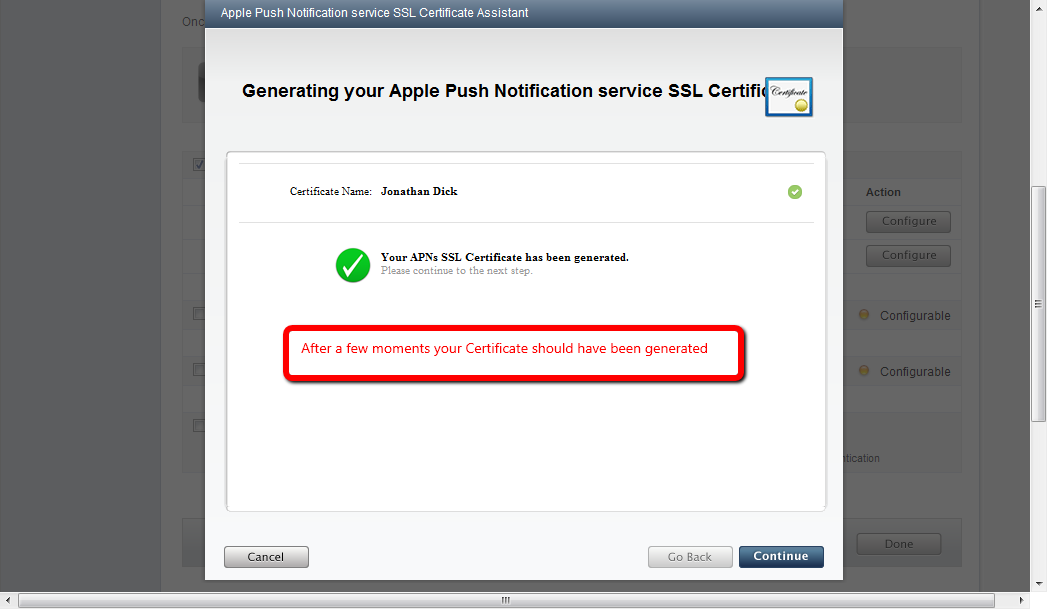 Apple Push Notification service SSL Certificate Assistant
Onc
Generating your Apple Push Notification service SSL Certific
Certificate
Certificate Name: Jonathan Dick
Action
Configure
Your APNs SSL Certificate has been generated.
Configure
Please continue to the next step.
Configurable
After a few moments your Certificate should have been generated
Configurable
ntication
Cancel
Go Back
Continue
Done